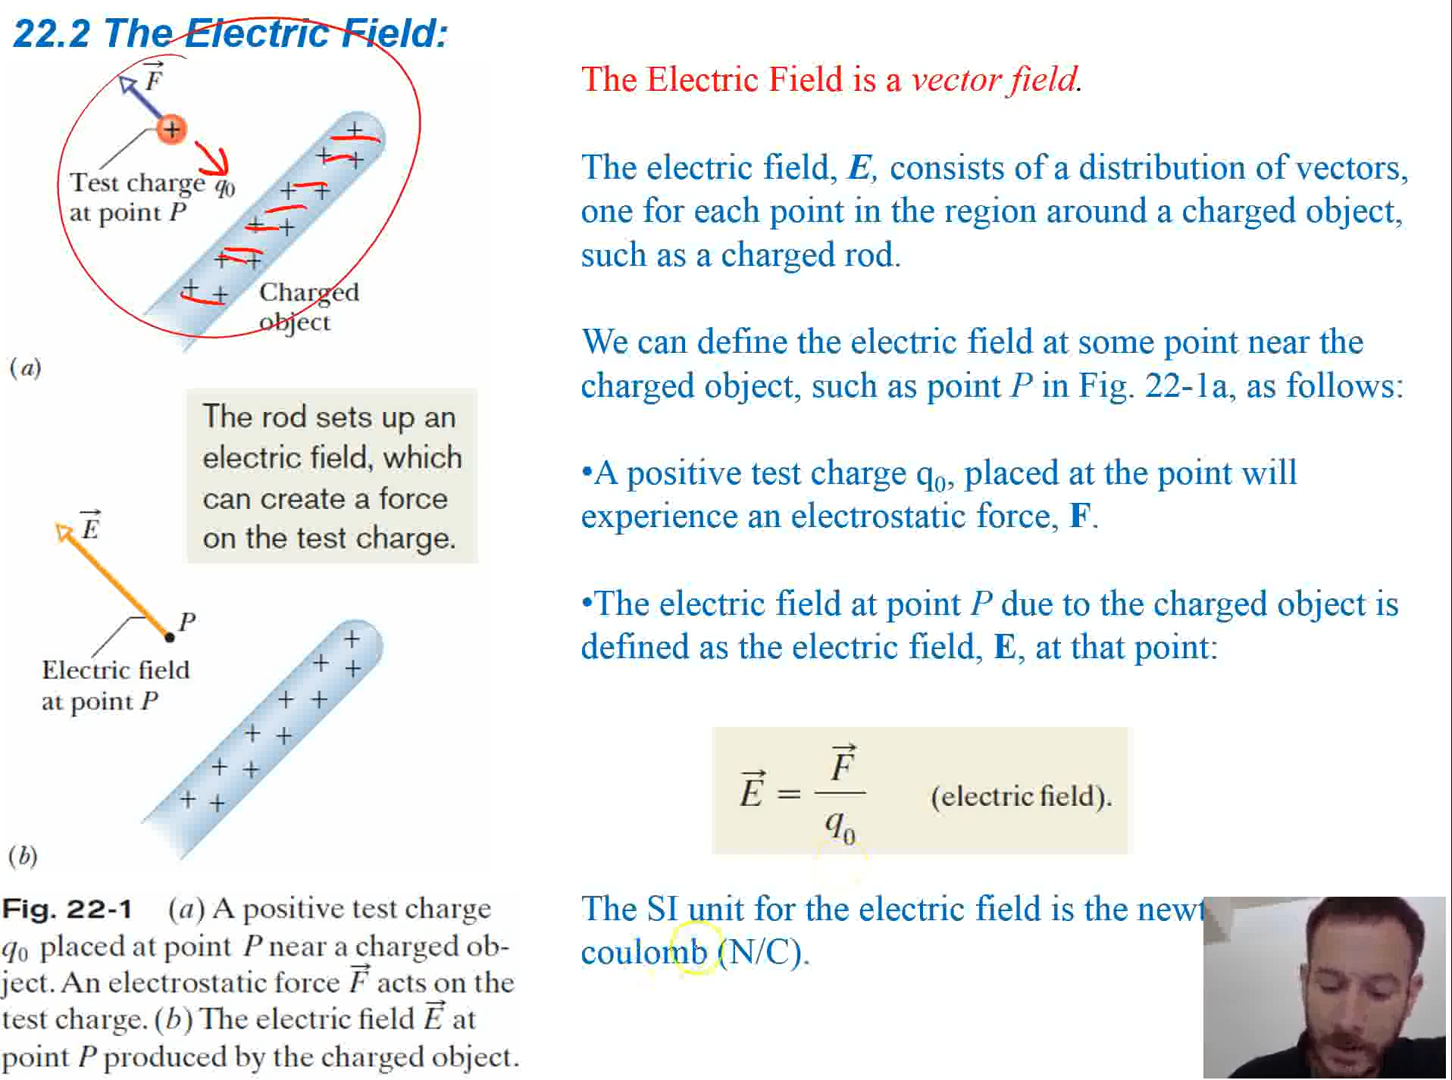 22.2 The Electric Field:
F
+
Test charge q0
at point P
+
+ +
+ +
+ +
+ +
+ +
Charged
object
(a)
The rod sets up an
electric field, which
can create a force
on the test charge.
E
P
Electric field
at point P
+
+ +
+ +
+ +
+ +
+ +
(b)
Fig. 22-1 (a) A positive test charge
q0 placed at point P near a charged ob-
ject. An electrostatic force F acts on the
test charge. (b) The electric field E at
point P produced by the charged object.
The Electric Field is a vector field.
The electric field, E, consists of a distribution of vectors,
one for each point in the region around a charged object,
such as a charged rod.
We can define the electric field at some point near the
charged object, such as point P in Fig. 22-1a, as follows:
•A positive test charge q0, placed at the point will
experience an electrostatic force, F.
•The electric field at point P due to the charged object is
defined as the electric field, E, at that point:
E = F / q0 (electric field).
The SI unit for the electric field is the
coulomb (N/C).